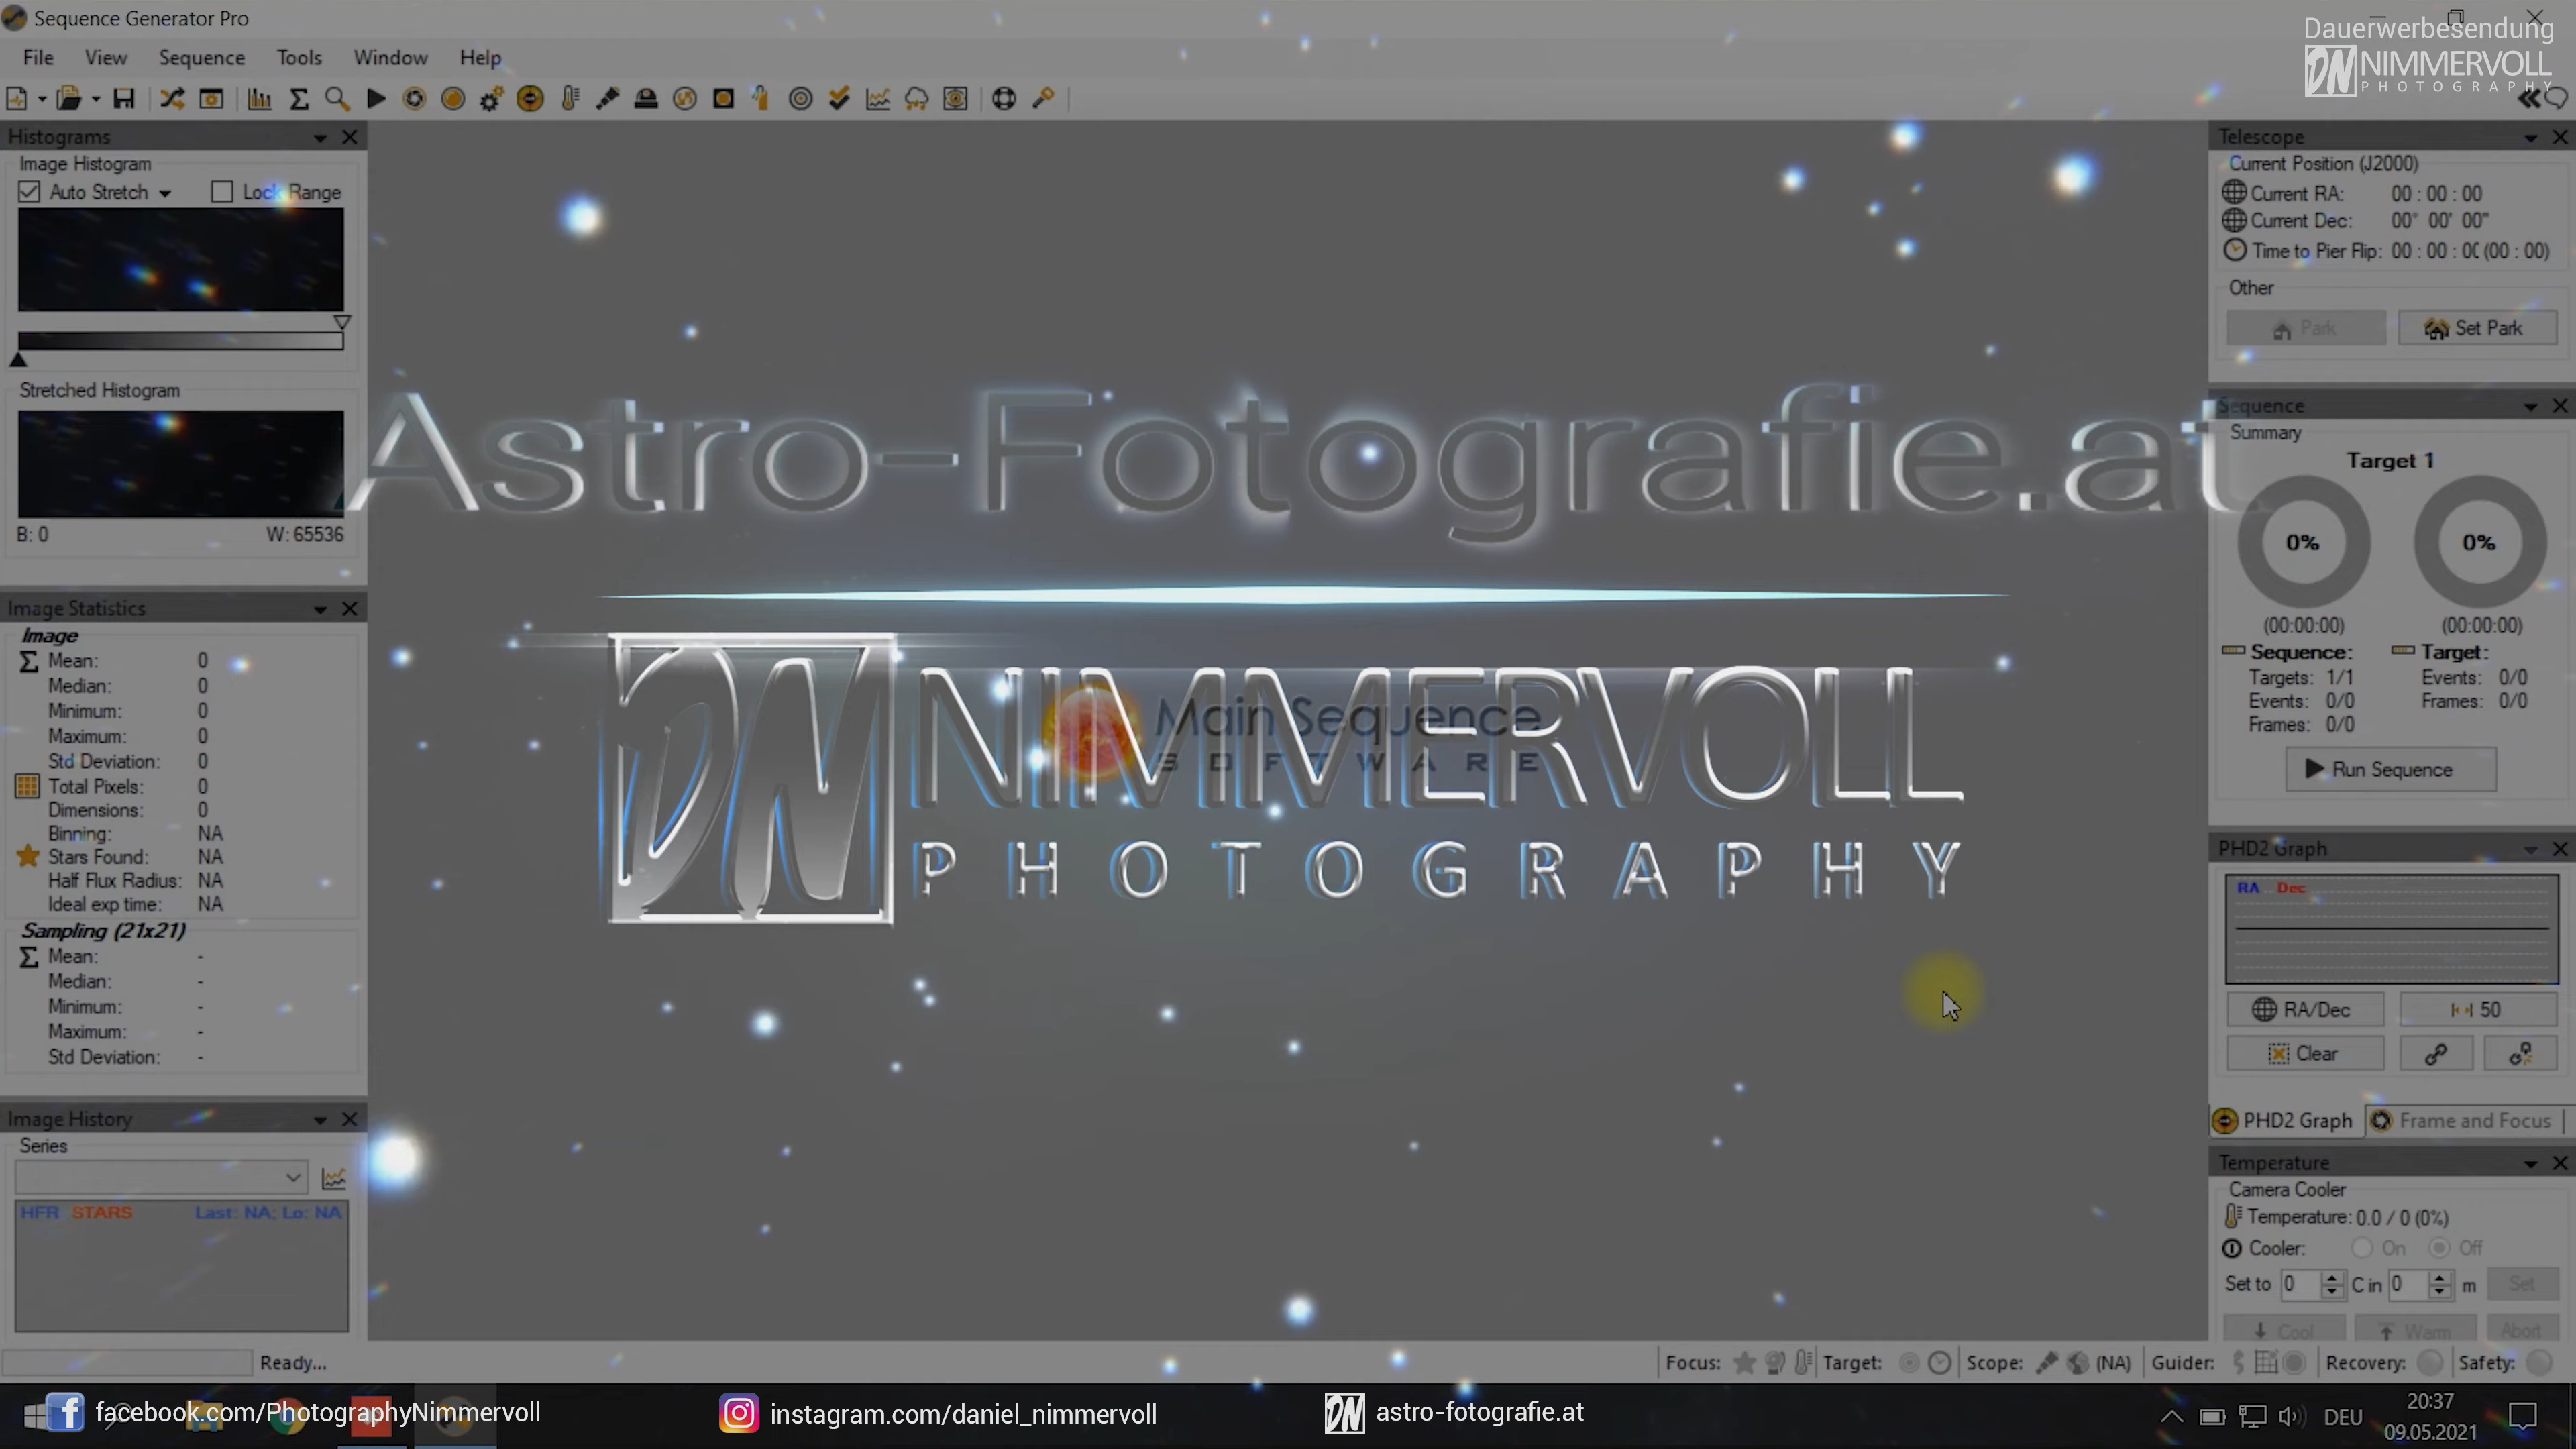 Sequence Generator Pro
Dauerwerbesendung
DN NIMMERVOLL
PHOTOGRAPHY
File View Sequence Tools Window Help
Histograms
Image Histogram
Auto Stretch
Lock Range
Stretched Histogram
B: 0 W: 65536
Image Statistics
Image
Mean: 0
Median: 0
Minimum: 0
Maximum: 0
Std Deviation: 0
Total Pixels: 0
Dimensions: 0
Binning: NA
Stars Found: NA
Half Flux Radius: NA
Ideal exp time: NA
Sampling (21x21)
Mean: -
Median: -
Minimum: -
Maximum: -
Std Deviation: -
Image History
Series
HFR STARS Last: NA; Lo: NA
Ready...
Astro-Fotografie.at
DN NIMMERVOLL
PHOTOGRAPHY
Main Sequence
SOFTWARE
Telescope
Current Position (J2000)
Current RA: 00 : 00 : 00
Current Dec: 00° 00' 00"
Time to Pier Flip: 00 : 00 : 00 (00 : 00)
Other
Park
Set Park
Sequence
Summary
Target 1
0% 0%
(00:00:00) (00:00:00)
Sequence: Target:
Targets: 1/1 Events: 0/0
Events: 0/0 Frames: 0/0
Frames: 0/0
Run Sequence
PHD2 Graph
RA Dec
RA/Dec 50
Clear
PHD2 Graph Frame and Focus
Temperature
Camera Cooler
Temperature: 0.0 / 0 (0%)
Cooler: On Off
Set to 0 C in 0 m Set
Cool Warm Abort
Focus: Target: Scope: (NA) Guider: Recovery: Safety:
facebook.com/PhotographyNimmervoll
instagram.com/daniel_nimmervoll
DN astro-fotografie.at
DEU
20:37
09.05.2021